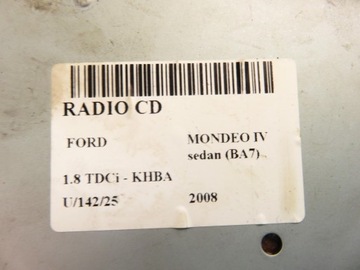 RADIO CD
FORD MONDEO IV
sedan (BA7)
1.8 TDCi - KHBA
U/142/25 2008